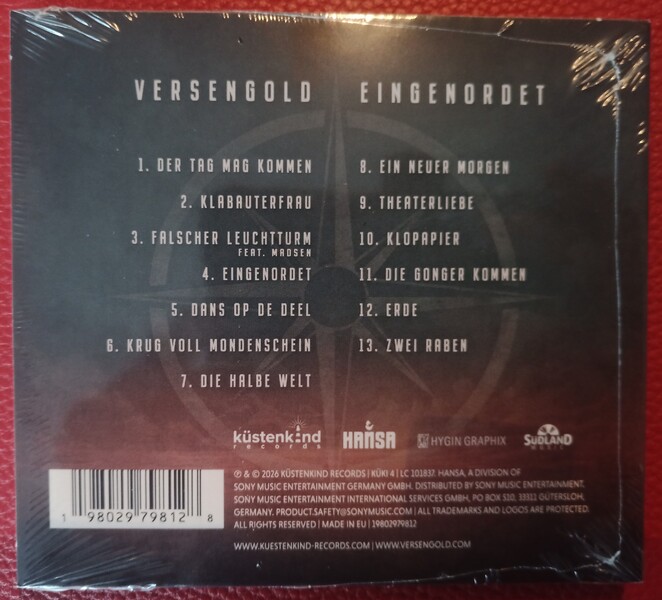 VERSENGOLD
EINGENORDET
1. DER TAG MAG KOMMEN
2. KLABAUTERFRAU
3. FALSCHER LEUCHTTURM
FEAT. MADSEN
4. EINGENORDET
5. DANS OP DE DEEL
6. KRUG VOLL MONDENSCHEIN
7. DIE HALBE WELT
8. EIN NEUER MORGEN
9. THEATERLIEBE
10. KLOPAPIER
11. DIE GONGER KOMMEN
12. ERDE
13. ZWEI RABEN
küstenkind
records
HANSA
HYGIN GRAPHIX
SÜDLAND
MUSIC
℗ & © 2026 KÜSTENKIND RECORDS | KÜKI 4 | LC 101837. HANSA, A DIVISION OF
SONY MUSIC ENTERTAINMENT GERMANY GMBH. DISTRIBUTED BY SONY MUSIC ENTERTAINMENT.
SONY MUSIC ENTERTAINMENT INTERNATIONAL SERVICES GMBH, PO BOX 510, 33311 GÜTERSLOH,
GERMANY. PRODUCT.SAFETY@SONYMUSIC.COM | ALL TRADEMARKS AND LOGOS ARE PROTECTED.
ALL RIGHTS RESERVED | MADE IN EU | 19802979812
WWW.KUESTENKIND-RECORDS.COM | WWW.VERSENGOLD.COM
1 98029 79812 8